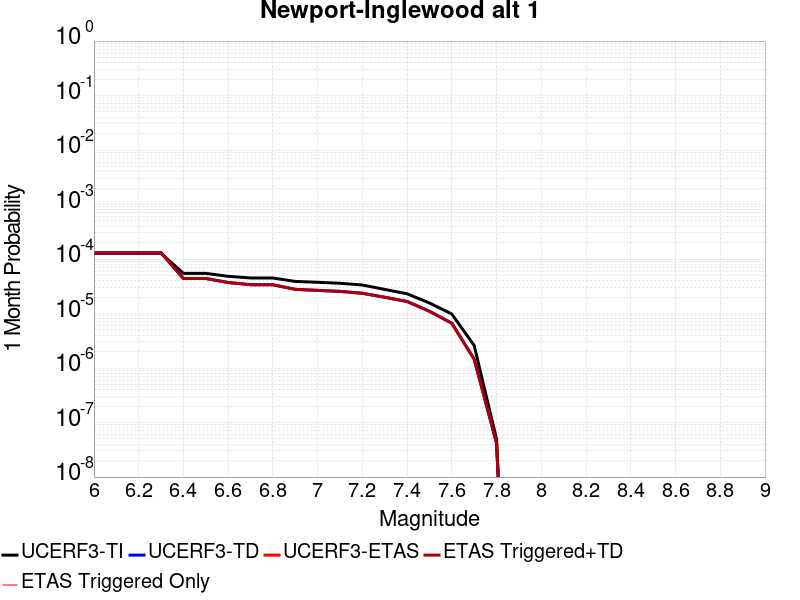 Newport-Inglewood alt 1
10^0
10^-1
10^-2
10^-3
10^-4
10^-5
10^-6
10^-7
10^-8
1 Month Probability
6 6.2 6.4 6.6 6.8 7 7.2 7.4 7.6 7.8 8 8.2 8.4 8.6 8.8 9
Magnitude
UCERF3-TI UCERF3-TD UCERF3-ETAS ETAS Triggered+TD
ETAS Triggered Only